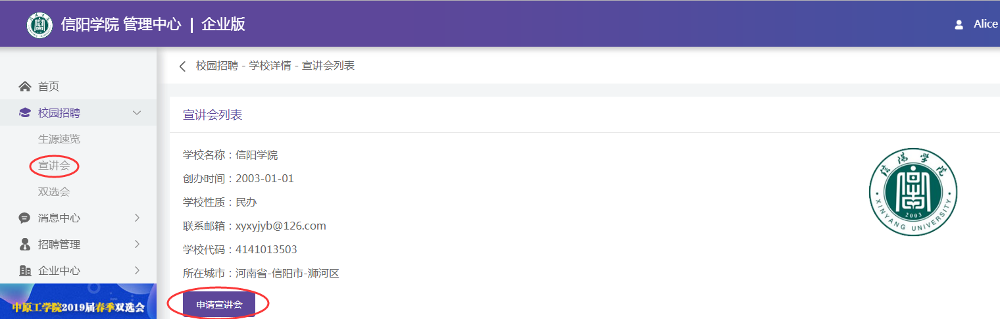 信阳学院 管理中心 | 企业版
Alice
校园招聘 - 学校详情 - 宣讲会列表
首页
校园招聘
生源速览
宣讲会
双选会
消息中心
招聘管理
企业中心
中原工学院2019届春季双选会
宣讲会列表
学校名称：信阳学院
创办时间：2003-01-01
学校性质：民办
联系邮箱：xyxyjyb@126.com
学校代码：4141013503
所在城市：河南省-信阳市-浉河区
申请宣讲会
信阳学院
2003
XINYANG UNIVERSITY